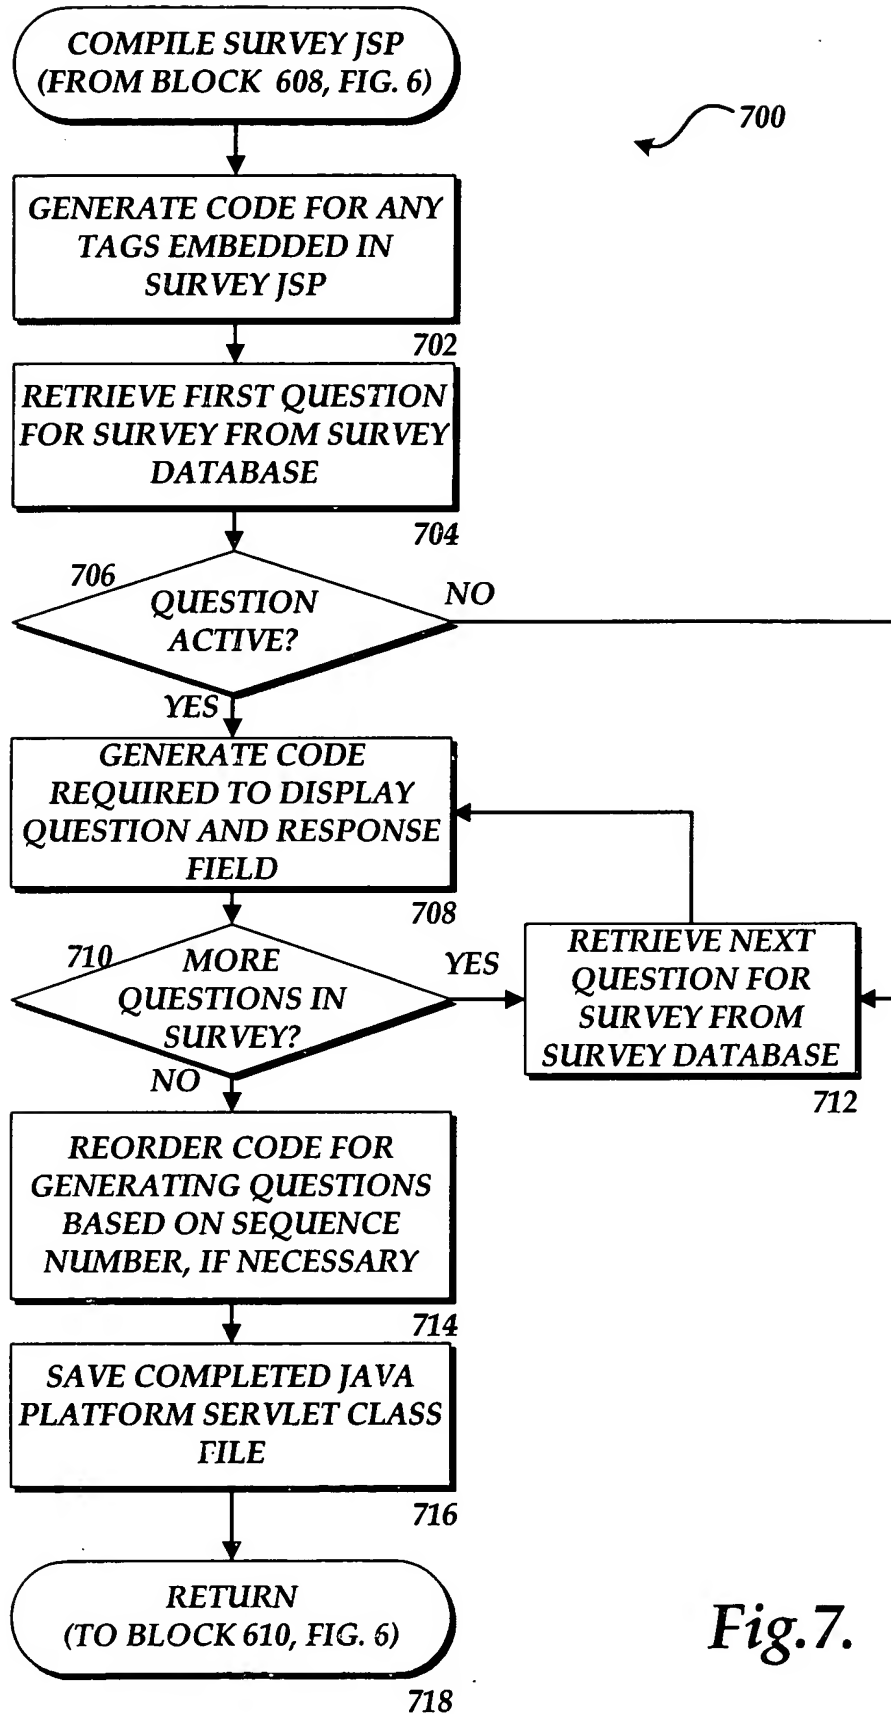 COMPILE SURVEY JSP
(FROM BLOCK 608, FIG. 6)
700
GENERATE CODE FOR ANY
TAGS EMBEDDED IN
SURVEY JSP
702
RETRIEVE FIRST QUESTION
FOR SURVEY FROM SURVEY
DATABASE
704
706
QUESTION
ACTIVE?
NO
YES
GENERATE CODE
REQUIRED TO DISPLAY
QUESTION AND RESPONSE
FIELD
708
710
MORE
QUESTIONS IN
SURVEY?
YES
NO
RETRIEVE NEXT
QUESTION FOR
SURVEY FROM
SURVEY DATABASE
712
REORDER CODE FOR
GENERATING QUESTIONS
BASED ON SEQUENCE
NUMBER, IF NECESSARY
714
SAVE COMPLETED JAVA
PLATFORM SERVLET CLASS
FILE
716
RETURN
(TO BLOCK 610, FIG. 6)
718
Fig.7.